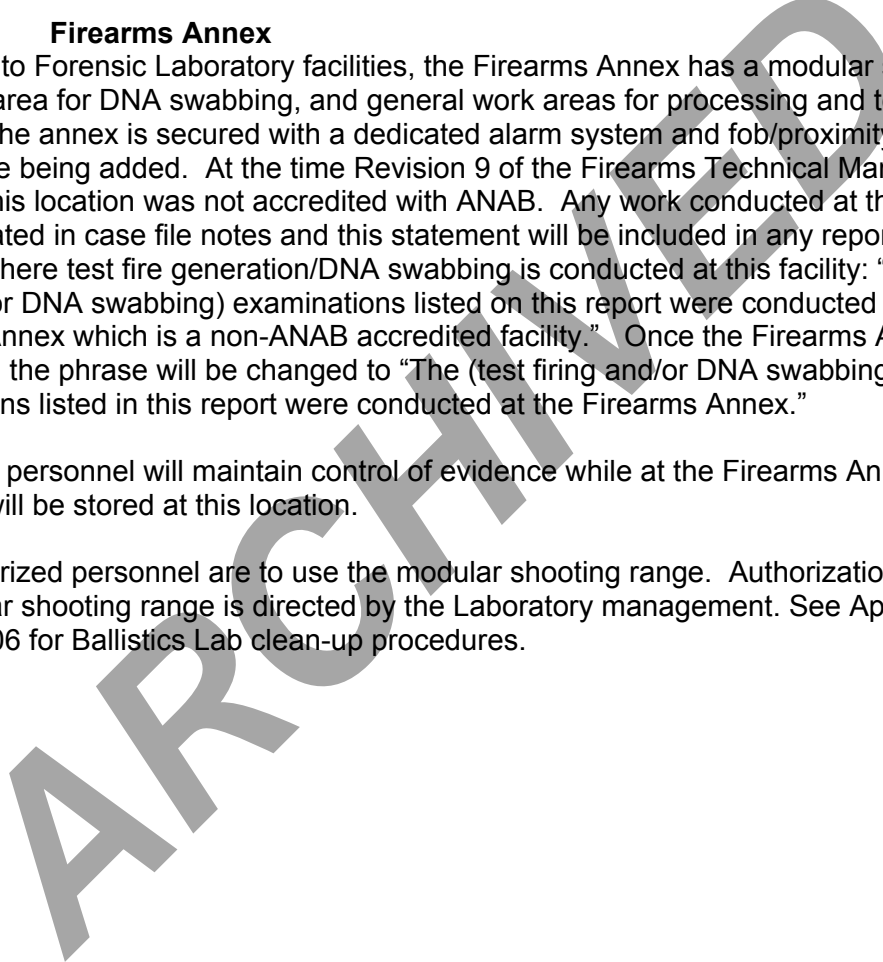 Firearms Annex
to Forensic Laboratory facilities, the Firearms Annex has a modular
area for DNA swabbing, and general work areas for processing and
he annex is secured with a dedicated alarm system and fob/proximity
e being added. At the time Revision 9 of the Firearms Technical Man
his location was not accredited with ANAB. Any work conducted at th
ated in case file notes and this statement will be included in any repor
here test fire generation/DNA swabbing is conducted at this facility: “
or DNA swabbing) examinations listed on this report were conducted
Annex which is a non-ANAB accredited facility.” Once the Firearms A
the phrase will be changed to “The (test firing and/or DNA swabbing
ns listed in this report were conducted at the Firearms Annex.”
personnel will maintain control of evidence while at the Firearms An
will be stored at this location.
rized personnel are to use the modular shooting range. Authorizatio
ar shooting range is directed by the Laboratory management. See Ap
06 for Ballistics Lab clean-up procedures.
ARCHIVED